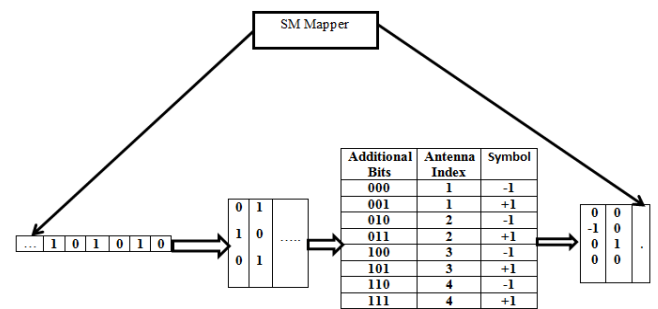 SM Mapper
Additional Bits Antenna Index Symbol
000 1 -1
001 1 +1
010 2 -1
011 2 +1
100 3 -1
101 3 +1
110 4 -1
111 4 +1
... 1 0 1 0 1 0
0 1
1 0 .....
0 1
0 0
-1 0
0 1 .
0 0